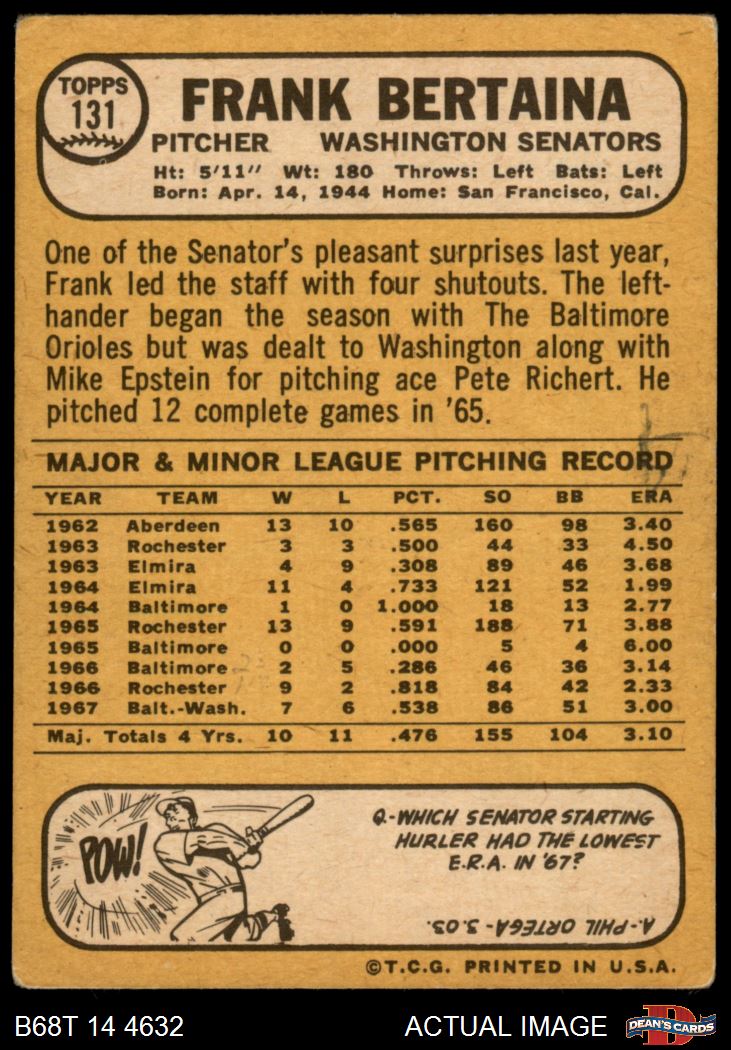 TOPPS
131
FRANK BERTAINA
PITCHER WASHINGTON SENATORS
Ht: 5'11" Wt: 180 Throws: Left Bats: Left
Born: Apr. 14, 1944 Home: San Francisco, Cal.
One of the Senator's pleasant surprises last year,
Frank led the staff with four shutouts. The left-
hander began the season with The Baltimore
Orioles but was dealt to Washington along with
Mike Epstein for pitching ace Pete Richert. He
pitched 12 complete games in '65.
MAJOR & MINOR LEAGUE PITCHING RECORD
YEAR TEAM W L PCT. SO BB ERA
1962 Aberdeen 13 10 .565 160 98 3.40
1963 Rochester 3 3 .500 44 33 4.50
1963 Elmira 4 9 .308 89 46 3.68
1964 Elmira 11 4 .733 121 52 1.99
1964 Baltimore 1 0 1.000 18 13 2.77
1965 Rochester 13 9 .591 188 71 3.88
1965 Baltimore 0 0 .000 5 4 6.00
1966 Baltimore 2 5 .286 46 36 3.14
1966 Rochester 9 2 .818 84 42 2.33
1967 Balt.-Wash. 7 6 .538 86 51 3.00
Maj. Totals 4 Yrs. 10 11 .476 155 104 3.10
POW!
Q.-WHICH SENATOR STARTING
HURLER HAD THE LOWEST
E.R.A. IN '67?
A.-PHIL ORTEGA-3.03.
©T.C.G. PRINTED IN U.S.A.
B68T 14 4632 ACTUAL IMAGE
D
DEAN'S CARDS